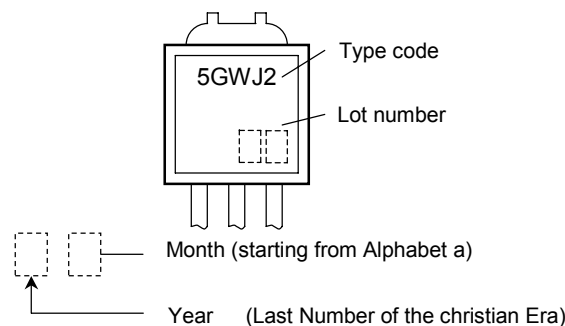 Type code
5GWJ2
Lot number
Month (starting from Alphabet a)
Year (Last Number of the christian Era)